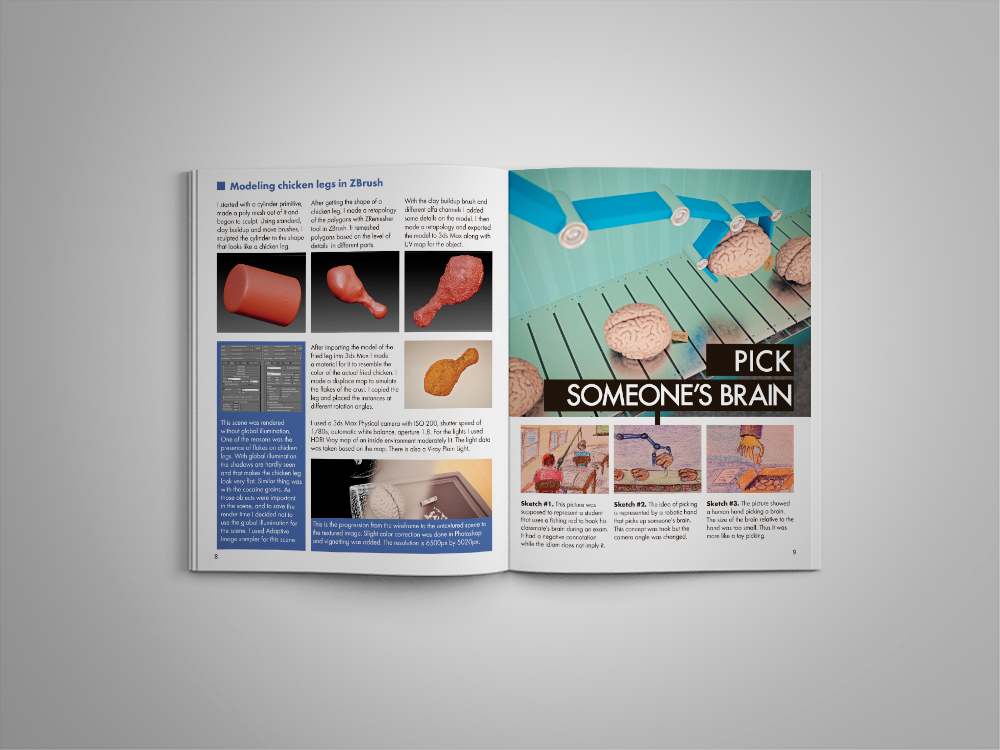 Modeling chicken legs in ZBrush
I started with a cylinder primitive,
made a poly mesh out of it and
began to sculpt. Using standard,
clay buildup and move brushes, I
sculpted the cylinder to the shape
that looks like a chicken leg.
After getting the shape of a
chicken leg, I made a retopology
of the polygons with ZRemesher
tool in ZBrush. It remeshed
polygons based on the level of
details in different parts.
With the clay buildup brush and
different alfa channels I added
some details on the model. I then
made a retopology and exported
the model to 3ds Max along with
UV map for the object.
After importing the model of the
fried leg into 3ds Max I made
a material for it to resemble the
color of the actual fried chicken. I
made a displace map to simulate
the flakes of the crust. I copied the
leg and placed the instances at
different rotation angles.
This scene was rendered
without global illumination.
One of the reasons was the
presence of flakes on chicken
legs. With global illumination
the shadows are hardly seen
and that makes the chicken leg
look very flat. Similar thing was
with the cocaine grains. As
those objects were important
in the scene, and to save the
render time I decided not to
use the global illumination for
the scene. I used Adaptive
image sampler for this scene.
I used a 3ds Max Physical camera with ISO 200, shutter speed of
1/80s, automatic white balance, aperture 1.8. For the lights I used
HDRI Vray map of an inside environment moderately lit. The light data
was taken based on the map. There is also a V-ray Plain Light.
This is the progression from the wireframe to the untextured scene to
the textured image. Slight color correction was done in Photoshop
and vignetting was added. The resolution is 6500px by 5020px.
8
PICK
SOMEONE'S BRAIN
Sketch #1. This picture was
supposed to represent a student
that uses a fishing rod to hook his
classmate's brain during an exam.
It had a negative connotation
while the idiom does not imply it.
Sketch #2. The idea of picking
is represented by a robotic hand
that picks up someone's brain.
This concept was took but the
camera angle was changed.
Sketch #3. The picture showed
a human hand picking a brain.
The size of the brain relative to the
hand was too small. Thus it was
more like a toy picking.
9